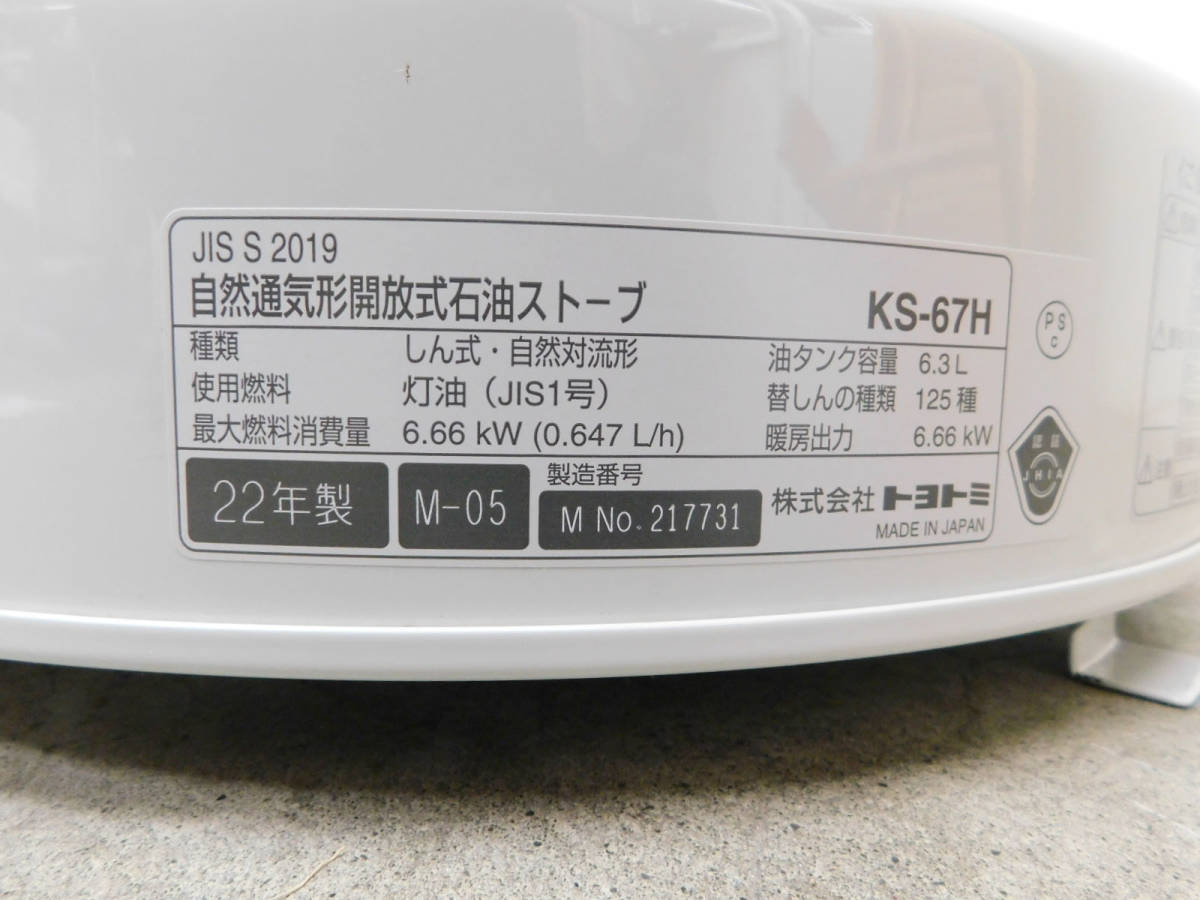 JIS S 2019
自然通気形開放式石油ストーブ KS-67H
種類 しん式・自然対流形 油タンク容量 6.3 L
使用燃料 灯油（JIS1号） 替しんの種類 125 種
最大燃料消費量 6.66 kW (0.647 L/h) 暖房出力 6.66 kW
22年製 M-05 製造番号 M No. 217731 株式会社 トヨトミ
MADE IN JAPAN
PS
C
認証
JHIA